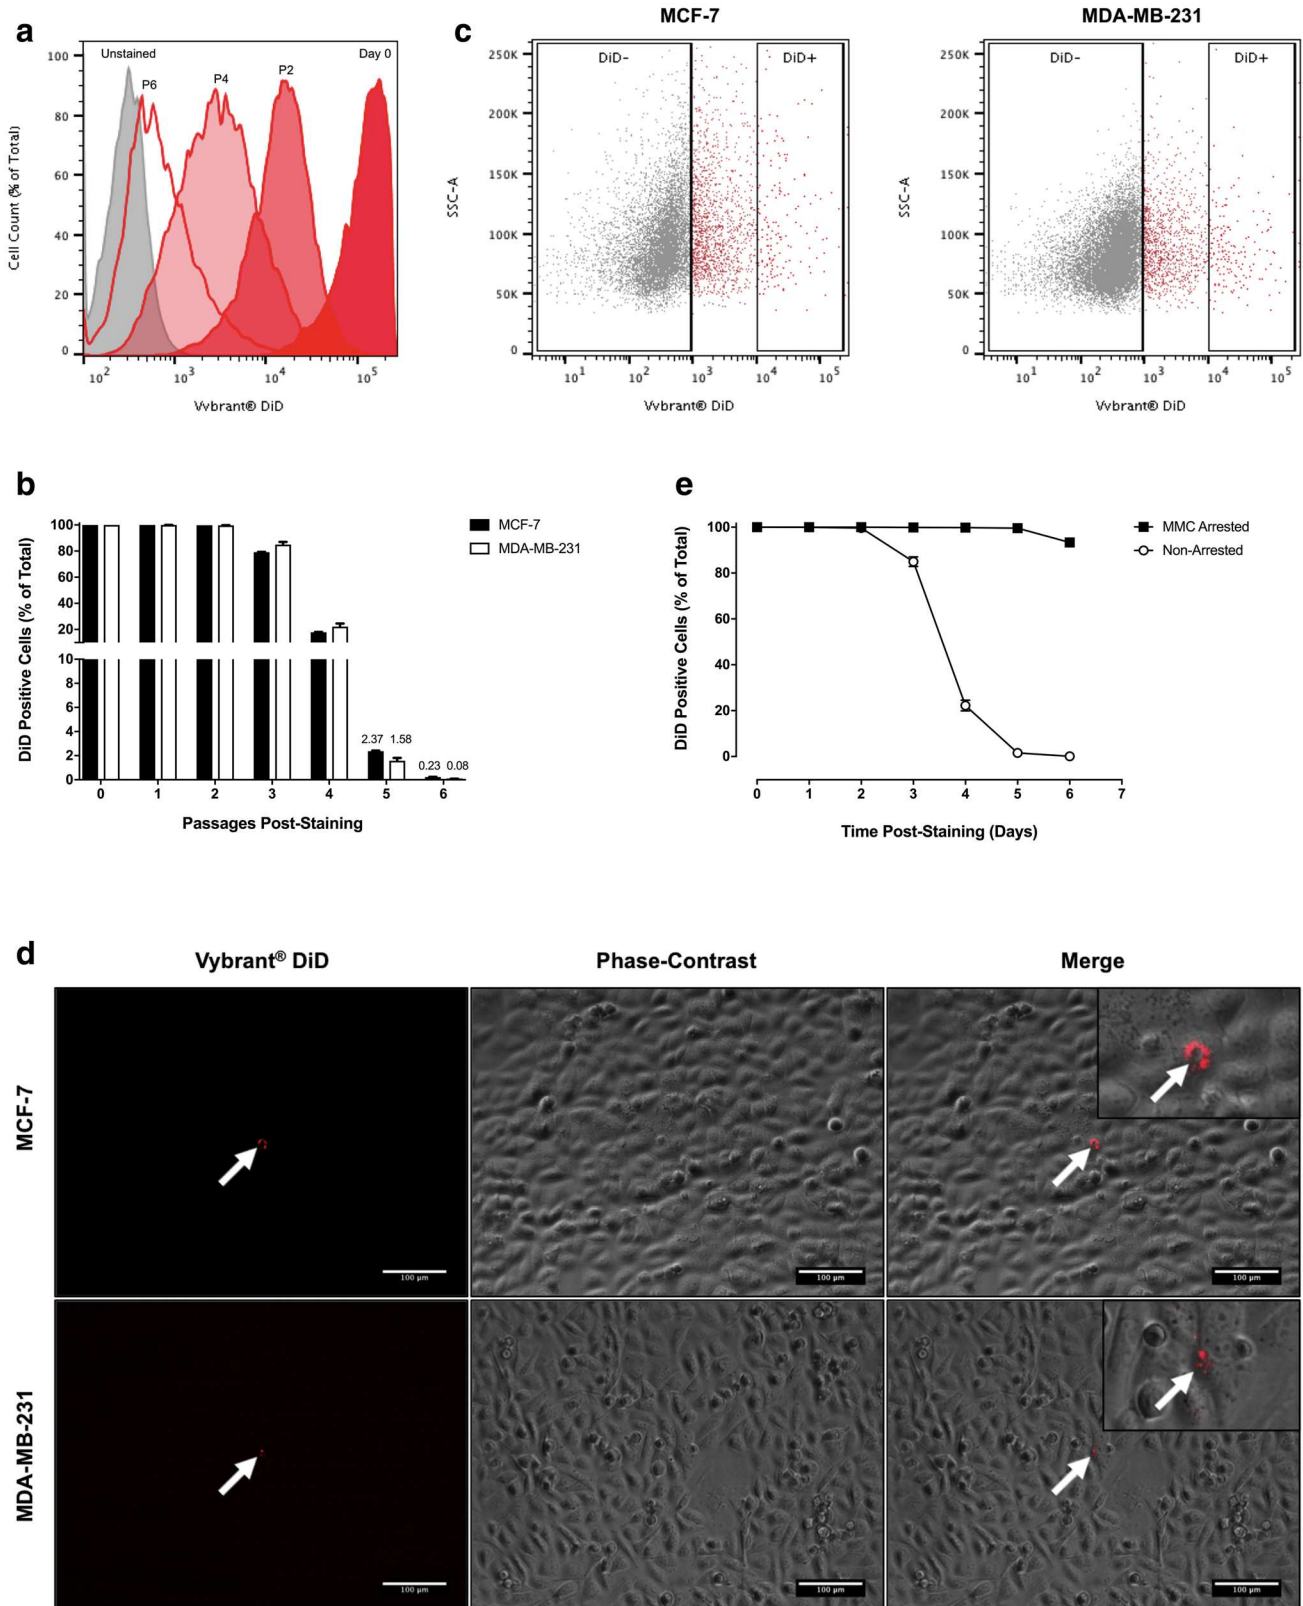 a
Unstained
P6
P4
P2
Day 0
100
80
60
40
20
0
Cell Count (% of Total)
10²
10³
10⁴
10⁵
Vybrant® DiD
c
MCF-7
DiD-
DiD+
250K
200K
150K
100K
50K
0
SSC-A
10¹
10²
10³
10⁴
10⁵
Vybrant® DiD
MDA-MB-231
DiD-
DiD+
250K
200K
150K
100K
50K
0
SSC-A
10¹
10²
10³
10⁴
10⁵
Vybrant® DiD
b
100
80
60
40
20
10
8
6
4
2
0
DiD Positive Cells (% of Total)
2.37 1.58
0.23 0.08
0 1 2 3 4 5 6
Passages Post-Staining
MCF-7
MDA-MB-231
e
100
80
60
40
20
0
DiD Positive Cells (% of Total)
0 1 2 3 4 5 6 7
Time Post-Staining (Days)
MMC Arrested
Non-Arrested
d
Vybrant® DiD
Phase-Contrast
Merge
MCF-7
100 µm
100 µm
100 µm
MDA-MB-231
100 µm
100 µm
100 µm